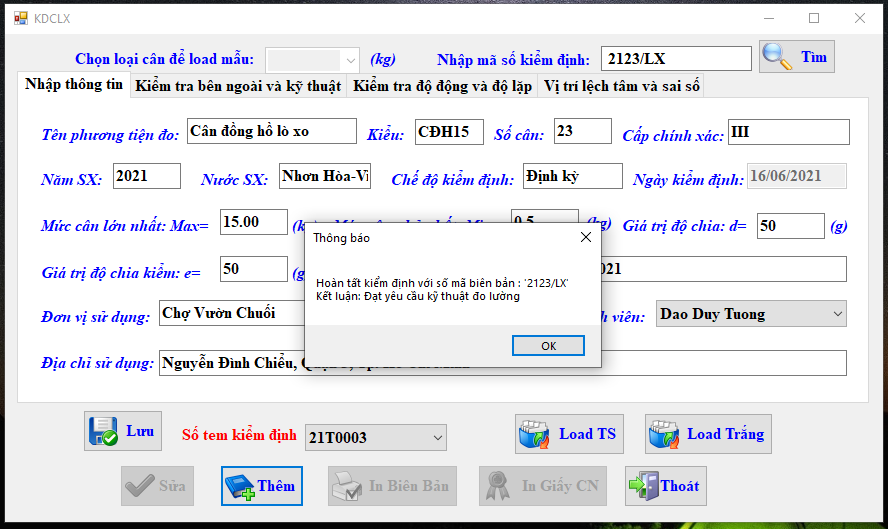 KDCLX
Chọn loại cân để load mẫu: (kg) Nhập mã số kiểm định: 2123/LX Tìm
Nhập thông tin Kiểm tra bên ngoài và kỹ thuật Kiểm tra độ động và độ lặp Vị trí lệch tâm và sai số
Tên phương tiện đo: Cân đồng hồ lò xo Kiểu: CĐH15 Số cân: 23 Cấp chính xác: III
Năm SX: 2021 Nước SX: Nhơn Hòa-Vi Chế độ kiểm định: Định kỳ Ngày kiểm định: 16/06/2021
Mức cân lớn nhất: Max= 15.00 0.5 (kg) Giá trị độ chia: d= 50 (g)
Thông báo
Giá trị độ chia kiểm: e= 50 (g 021
Hoàn tất kiểm định với số mã biên bản : '2123/LX'
Kết luận: Đạt yêu cầu kỹ thuật đo lường
Đơn vị sử dụng: Chợ Vườn Chuối viên: Dao Duy Tuong
OK
Địa chỉ sử dụng: Nguyễn Đình Chiểu,
Lưu Số tem kiểm định 21T0003 Load TS Load Trắng
Sửa Thêm In Biên Bản In Giấy CN Thoát